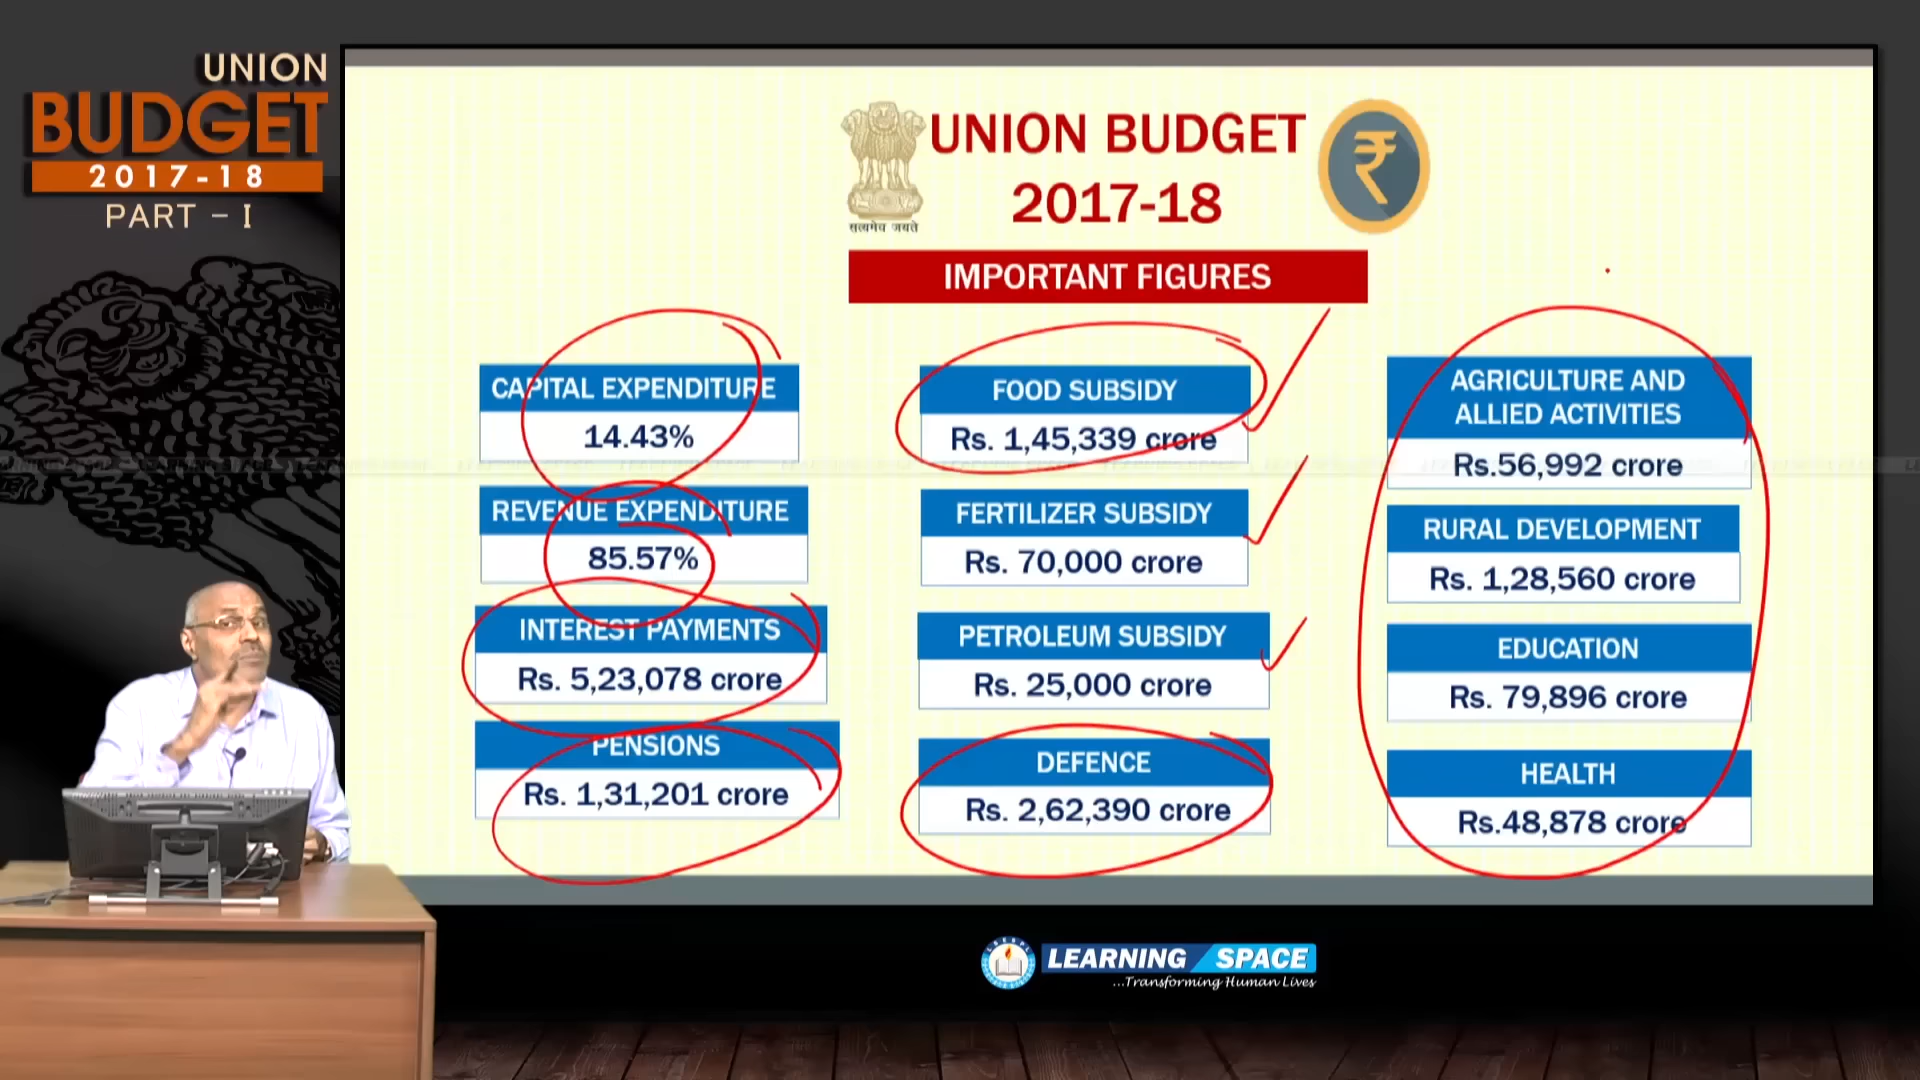 UNION
BUDGET
2017-18
PART – I
UNION BUDGET
2017-18
सत्यमेव जयते
IMPORTANT FIGURES
CAPITAL EXPENDITURE
14.43%
REVENUE EXPENDITURE
85.57%
INTEREST PAYMENTS
Rs. 5,23,078 crore
PENSIONS
Rs. 1,31,201 crore
FOOD SUBSIDY
Rs. 1,45,339 crore
FERTILIZER SUBSIDY
Rs. 70,000 crore
PETROLEUM SUBSIDY
Rs. 25,000 crore
DEFENCE
Rs. 2,62,390 crore
AGRICULTURE AND
ALLIED ACTIVITIES
Rs.56,992 crore
RURAL DEVELOPMENT
Rs. 1,28,560 crore
EDUCATION
Rs. 79,896 crore
HEALTH
Rs.48,878 crore
LEARNING SPACE
...Transforming Human Lives